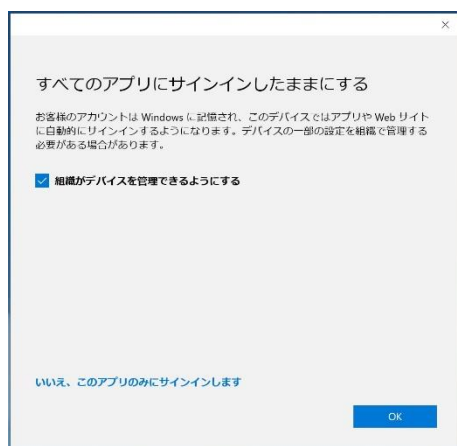 すべてのアプリにサインインしたままにする
お客様のアカウントは Windows に記憶され、このデバイスではアプリや Web サイト
に自動的にサインインするようになります。デバイスの一部の設定を組織で管理する
必要がある場合があります。
組織がデバイスを管理できるようにする
いいえ、このアプリのみにサインインします
OK